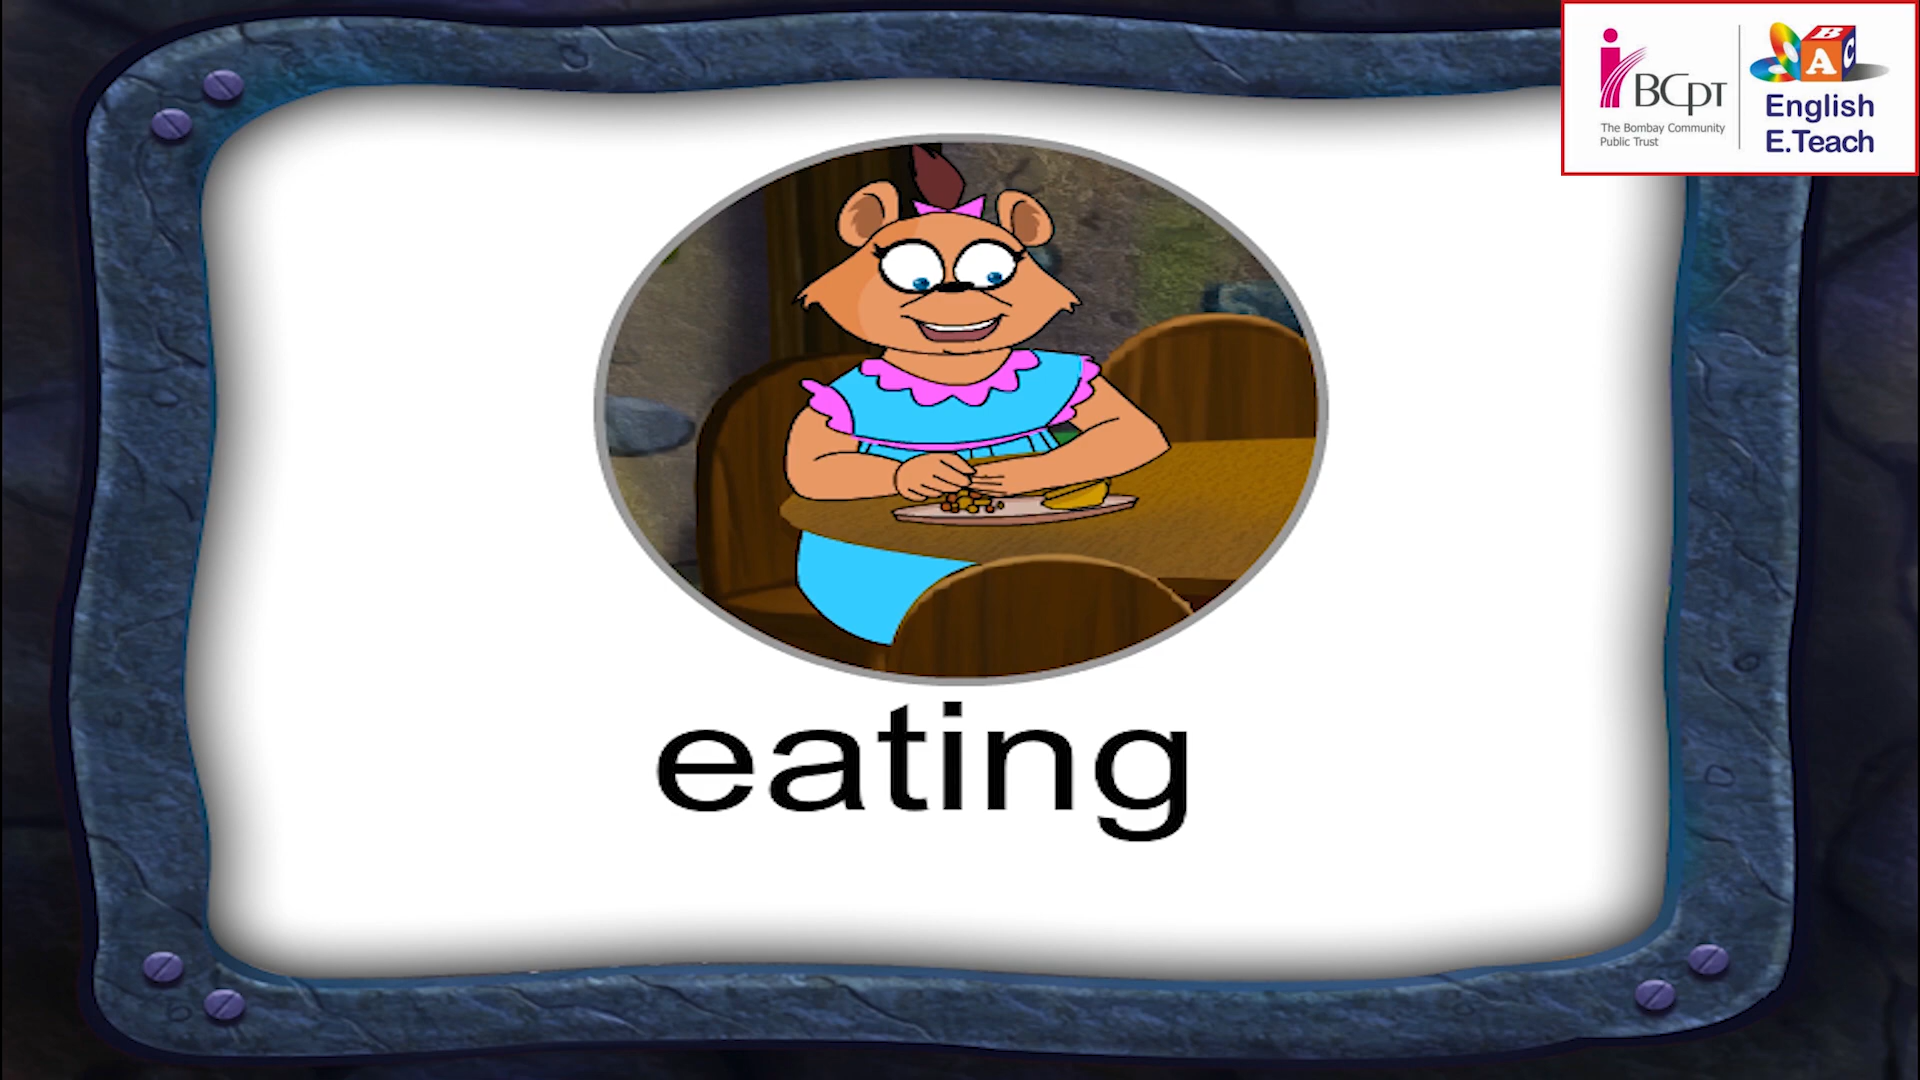 BCPT
The Bombay Community
Public Trust
B
A
C
English
E.Teach
eating